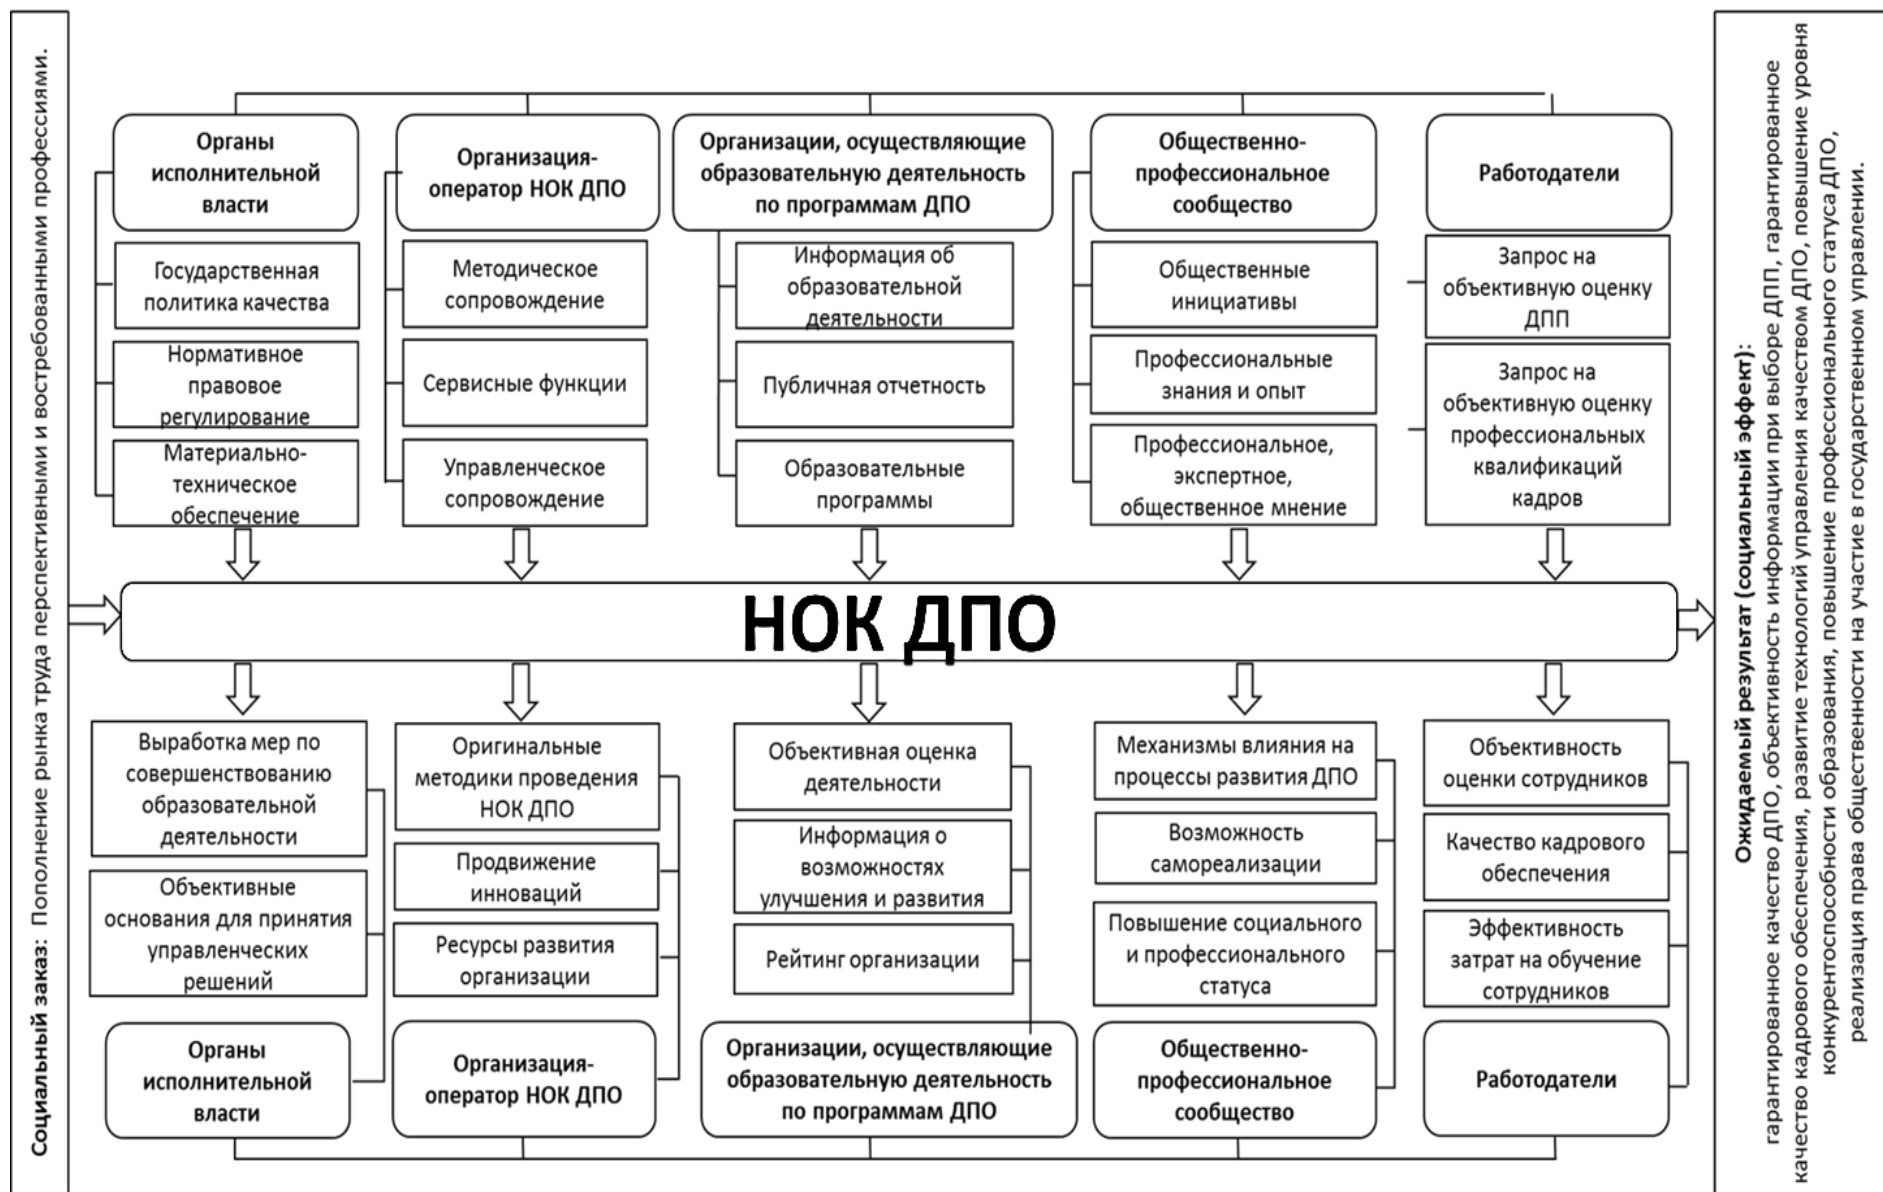 Социальный заказ: Пополнение рынка труда перспективными и востребованными профессиями.
Органы
исполнительной
власти
Государственная
политика качества
Нормативное
правовое
регулирование
Материально-
техническое
обеспечение
Организация-
оператор НОК ДПО
Методическое
сопровождение
Сервисные функции
Управленческое
сопровождение
Организации, осуществляющие
образовательную деятельность
по программам ДПО
Информация об
образовательной
деятельности
Публичная отчетность
Образовательные
программы
Общественно-
профессиональное
сообщество
Общественные
инициативы
Профессиональные
знания и опыт
Профессиональное,
экспертное,
общественное мнение
Работодатели
Запрос на
объективную оценку
ДПП
Запрос на
объективную оценку
профессиональных
квалификаций
кадров
НОК ДПО
Выработка мер по
совершенствованию
образовательной
деятельности
Объективные
основания для принятия
управленческих
решений
Органы
исполнительной
власти
Оригинальные
методики проведения
НОК ДПО
Продвижение
инноваций
Ресурсы развития
организации
Организация-
оператор НОК ДПО
Объективная оценка
деятельности
Информация о
возможностях
улучшения и развития
Рейтинг организации
Организации, осуществляющие
образовательную деятельность
по программам ДПО
Механизмы влияния на
процессы развития ДПО
Возможность
самореализации
Повышение социального
и профессионального
статуса
Общественно-
профессиональное
сообщество
Объективность
оценки сотрудников
Качество кадрового
обеспечения
Эффективность
затрат на обучение
сотрудников
Работодатели
Ожидаемый результат (социальный эффект):
гарантированное качество ДПО, объективность информации при выборе ДПП, гарантированное
качество кадрового обеспечения, развитие технологий управления качеством ДПО, повышение уровня
конкурентоспособности образования, повышение профессионального статуса ДПО,
реализация права общественности на участие в государственном управлении.